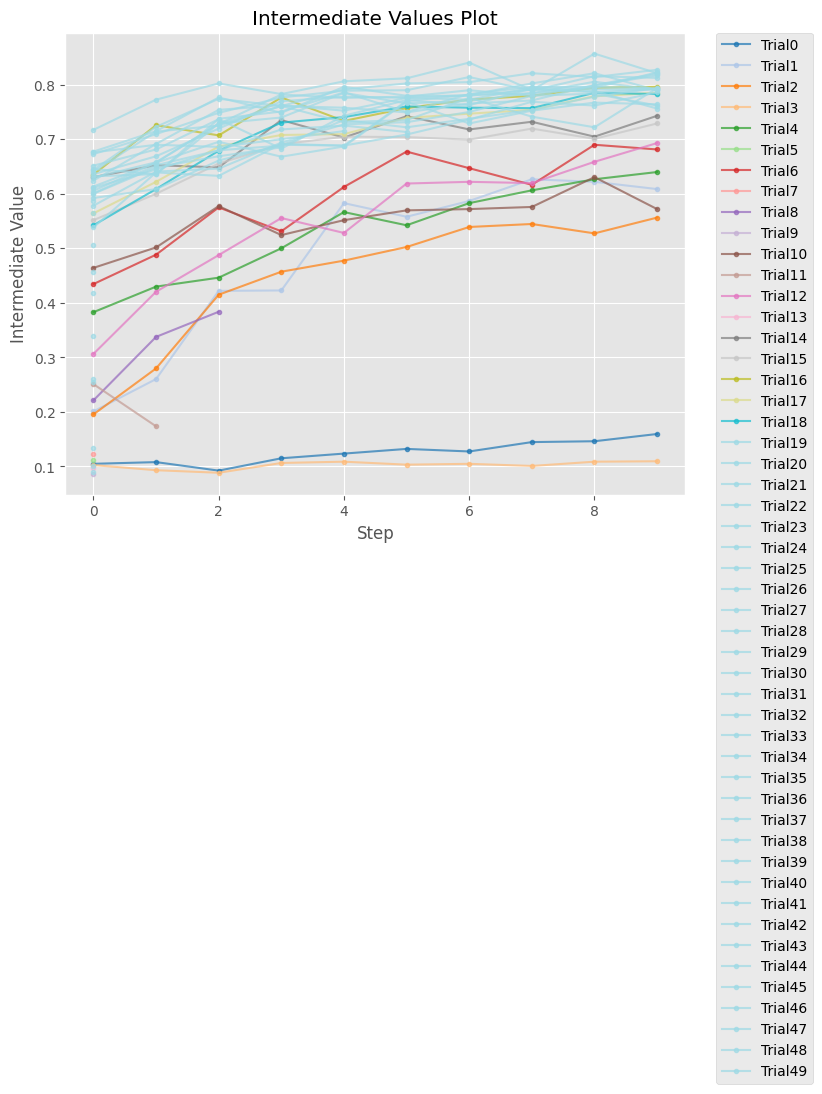 Intermediate Values Plot
Intermediate Value
0.8
0.7
0.6
0.5
0.4
0.3
0.2
0.1
0 2 4 6 8
Step
Trial0
Trial1
Trial2
Trial3
Trial4
Trial5
Trial6
Trial7
Trial8
Trial9
Trial10
Trial11
Trial12
Trial13
Trial14
Trial15
Trial16
Trial17
Trial18
Trial19
Trial20
Trial21
Trial22
Trial23
Trial24
Trial25
Trial26
Trial27
Trial28
Trial29
Trial30
Trial31
Trial32
Trial33
Trial34
Trial35
Trial36
Trial37
Trial38
Trial39
Trial40
Trial41
Trial42
Trial43
Trial44
Trial45
Trial46
Trial47
Trial48
Trial49